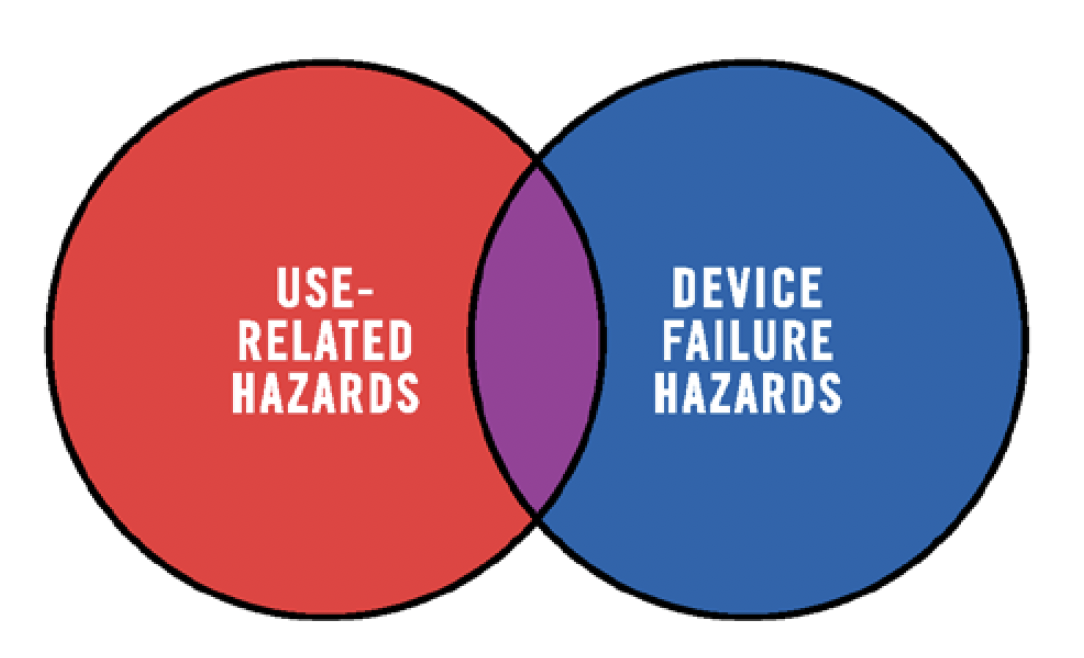 USE-
RELATED
HAZARDS
DEVICE
FAILURE
HAZARDS